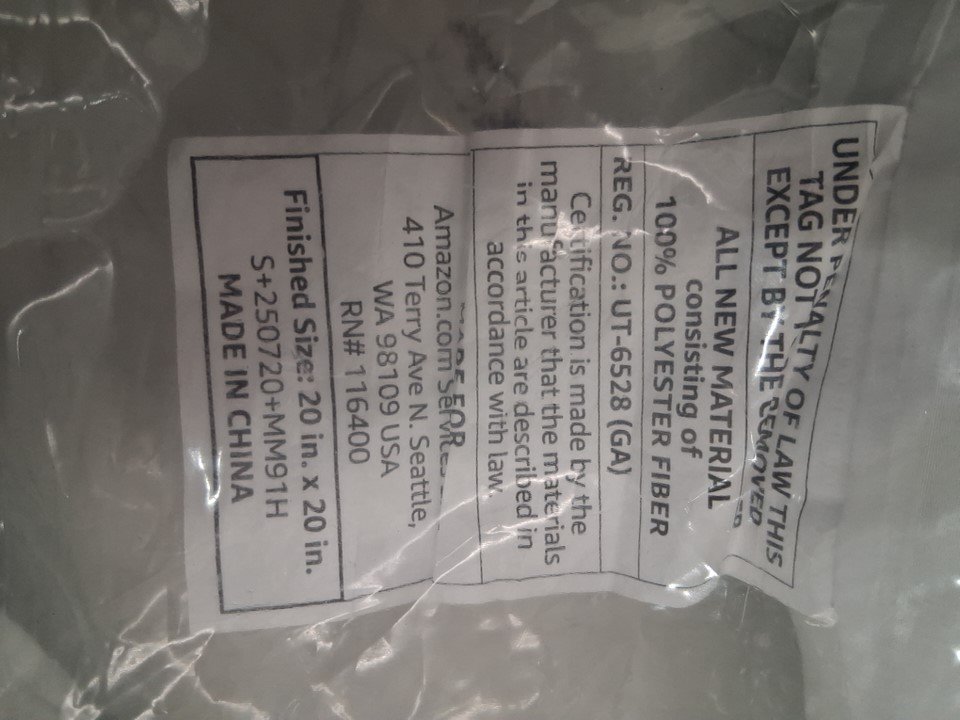 UNDER PENALTY OF LAW THIS
TAG NOT
EXCEPT BY THE
ALL NEW MATERIAL
consisting of
100% POLYESTER FIBER
REG. NO.: UT-6528 (GA)
Certification is made by the
manufacturer that the materials
in this article are described in
accordance with law.
FOR
Amazon.com Services
410 Terry Ave N. Seattle,
WA 98109 USA
RN# 116400
Finished Size: 20 in. x 20 in.
S+250720+MM91H
MADE IN CHINA